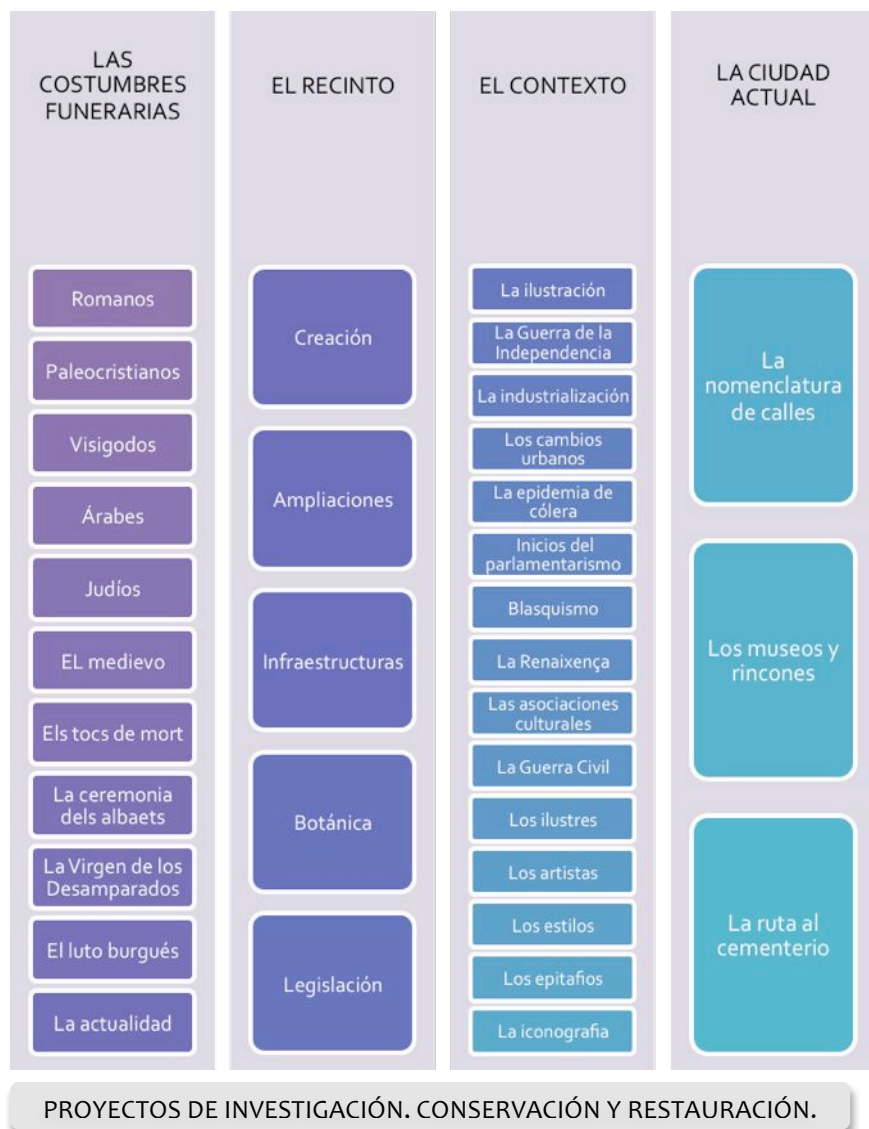 LAS
COSTUMBRES
FUNERARIAS
Romanos
Paleocristianos
Visigodos
Árabes
Judíos
EL medievo
Els tocs de mort
La ceremonia
dels albaets
La Virgen de los
Desamparados
El luto burgués
La actualidad
EL RECINTO
Creación
Ampliaciones
Infraestructuras
Botánica
Legislación
EL CONTEXTO
La ilustración
La Guerra de la
Independencia
La industrialización
Los cambios
urbanos
La epidemia de
cólera
Inicios del
parlamentarismo
Blasquismo
La Renaixença
Las asociaciones
culturales
La Guerra Civil
Los ilustres
Los artistas
Los estilos
Los epitafios
La iconografia
LA CIUDAD
ACTUAL
La
nomenclatura
de calles
Los museos y
rincones
La ruta al
cementerio
PROYECTOS DE INVESTIGACIÓN. CONSERVACIÓN Y RESTAURACIÓN.